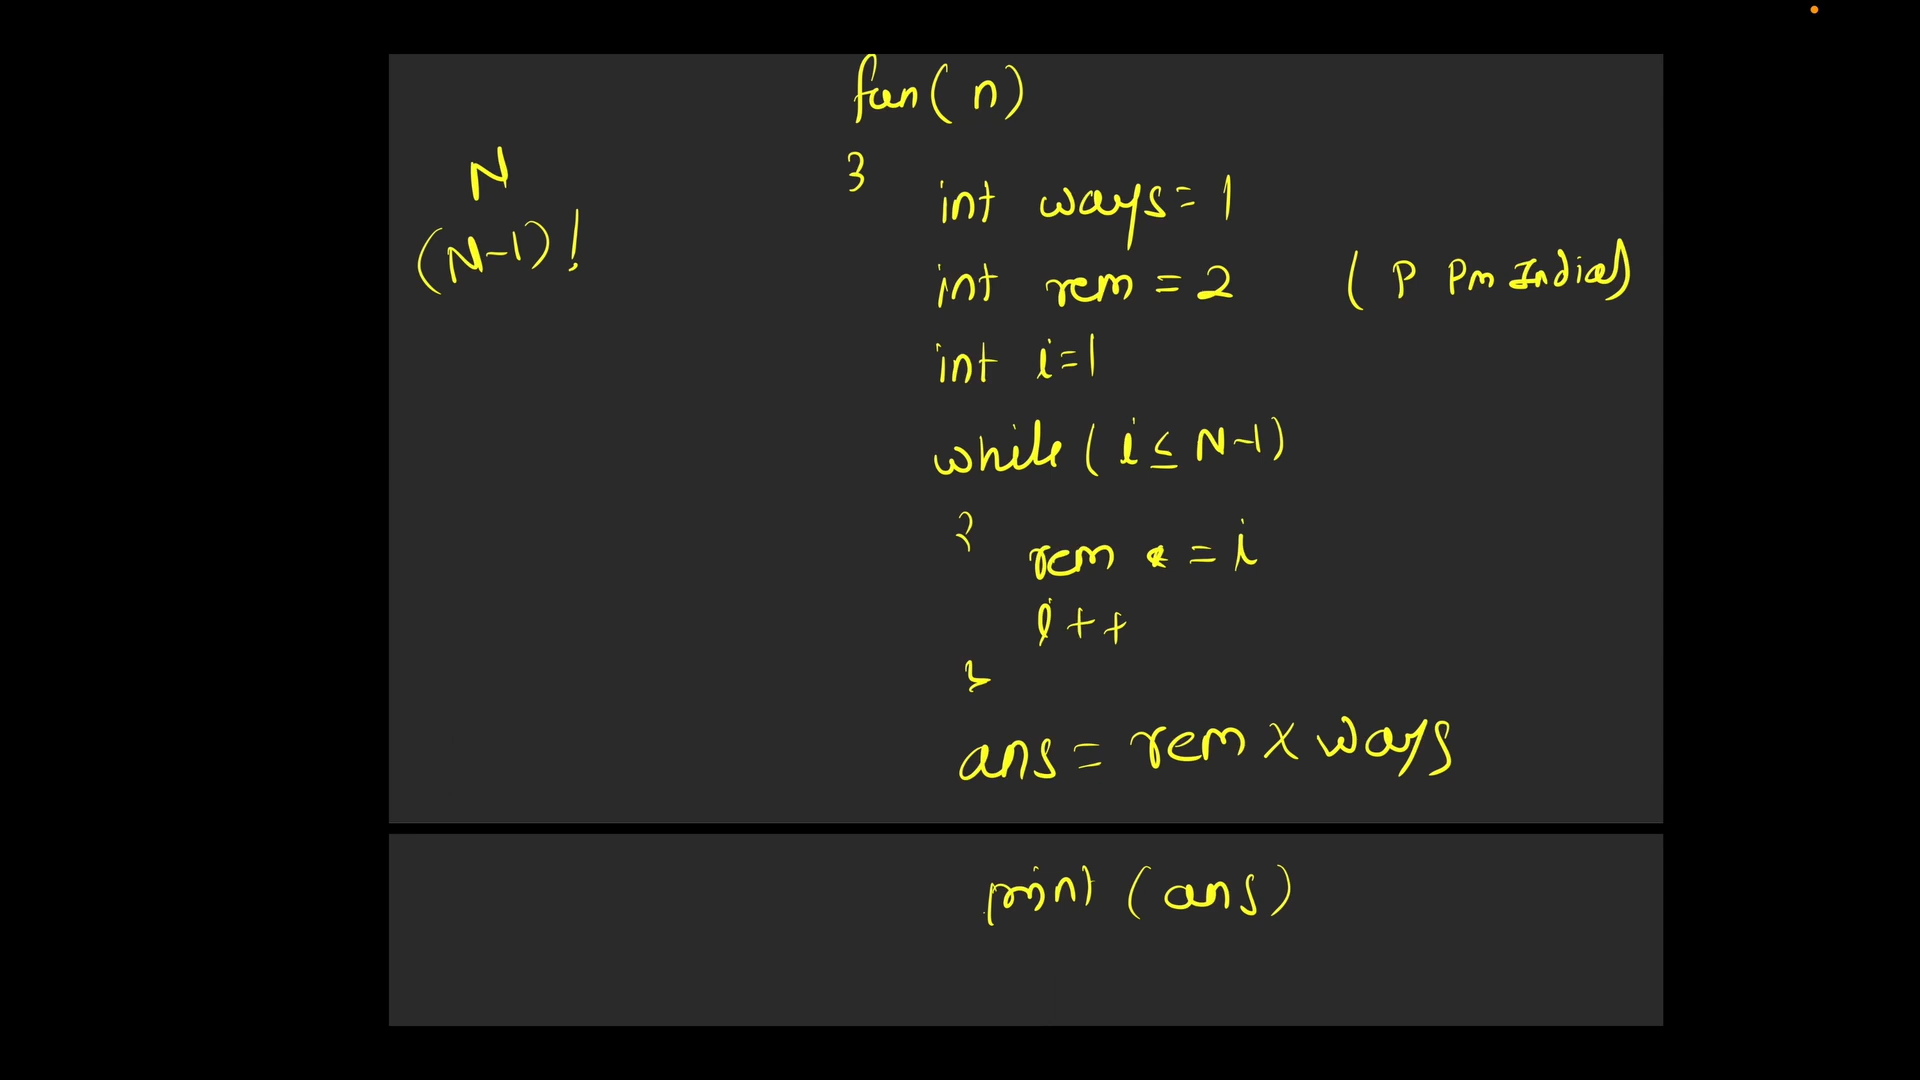 fun(n)
N
(N-1)!
{
int ways=1
int rem=2
(P Pm India)
int i=1
while(i≤N-1)
{
rem *=i
i++
}
ans=rem x ways
print(ans)